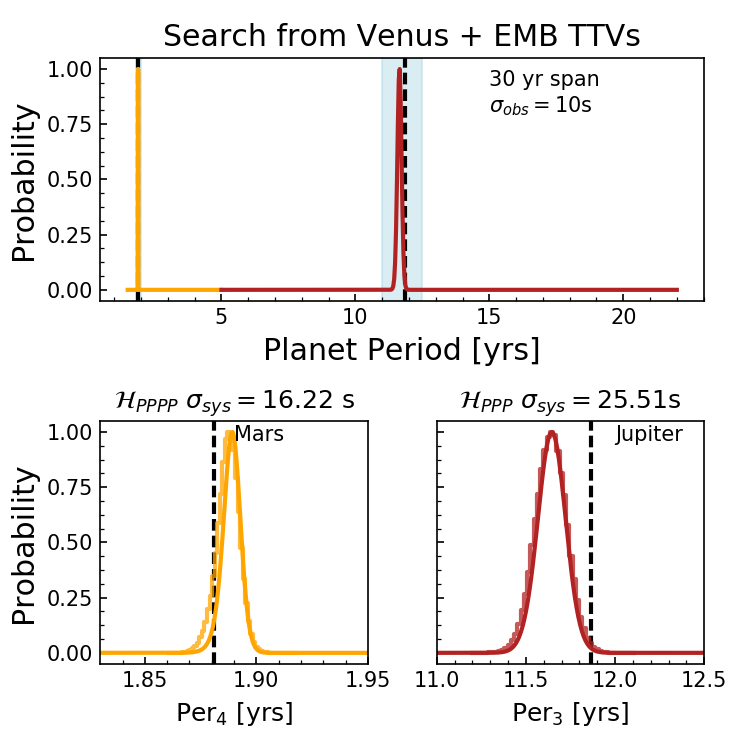 Search from Venus + EMB TTVs
30 yr span
σ_obs = 10s
Probability
1.00
0.75
0.50
0.25
0.00
5 10 15 20
Planet Period [yrs]
ℋ_PPPP σ_sys = 16.22 s
Mars
Probability
1.00
0.75
0.50
0.25
0.00
1.85 1.90 1.95
Per_4 [yrs]
ℋ_PPP σ_sys = 25.51s
Jupiter
11.0 11.5 12.0 12.5
Per_3 [yrs]